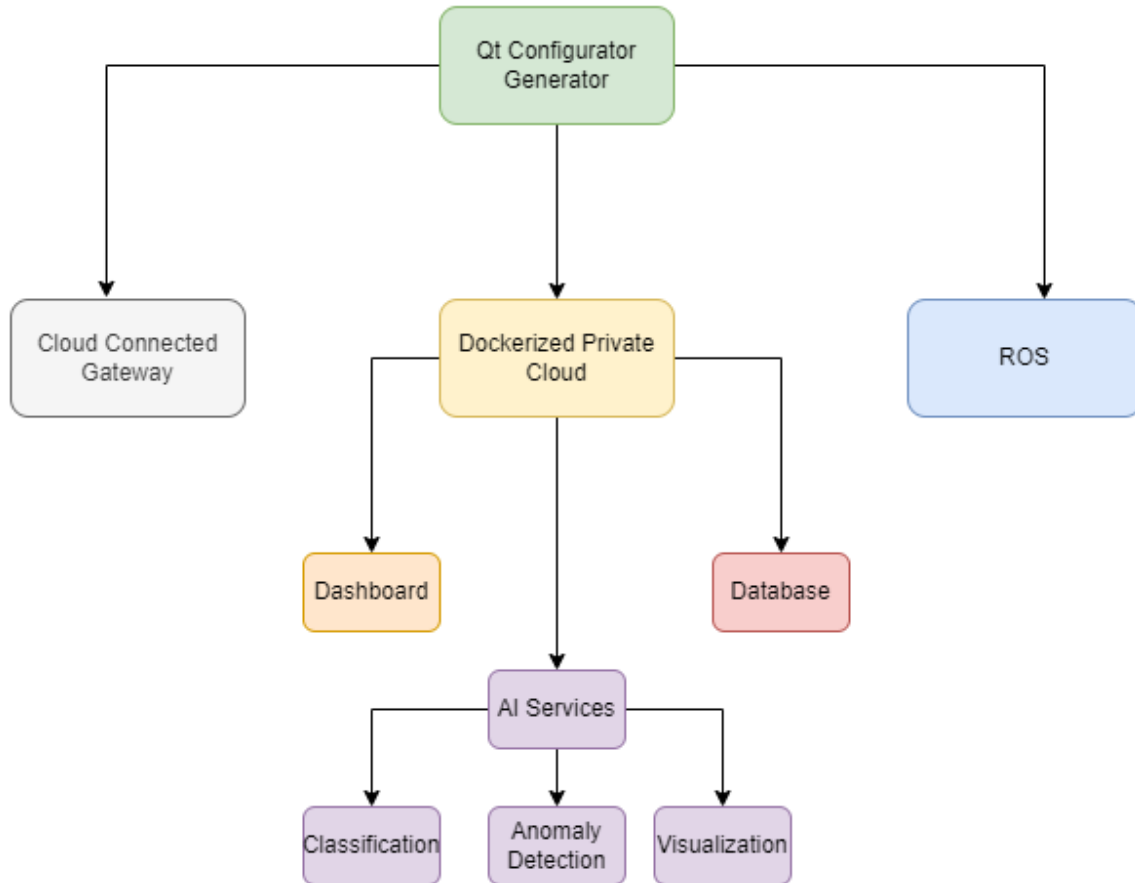 Qt Configurator
Generator
Cloud Connected
Gateway
Dockerized Private
Cloud
ROS
Dashboard
Database
AI Services
Classification
Anomaly
Detection
Visualization